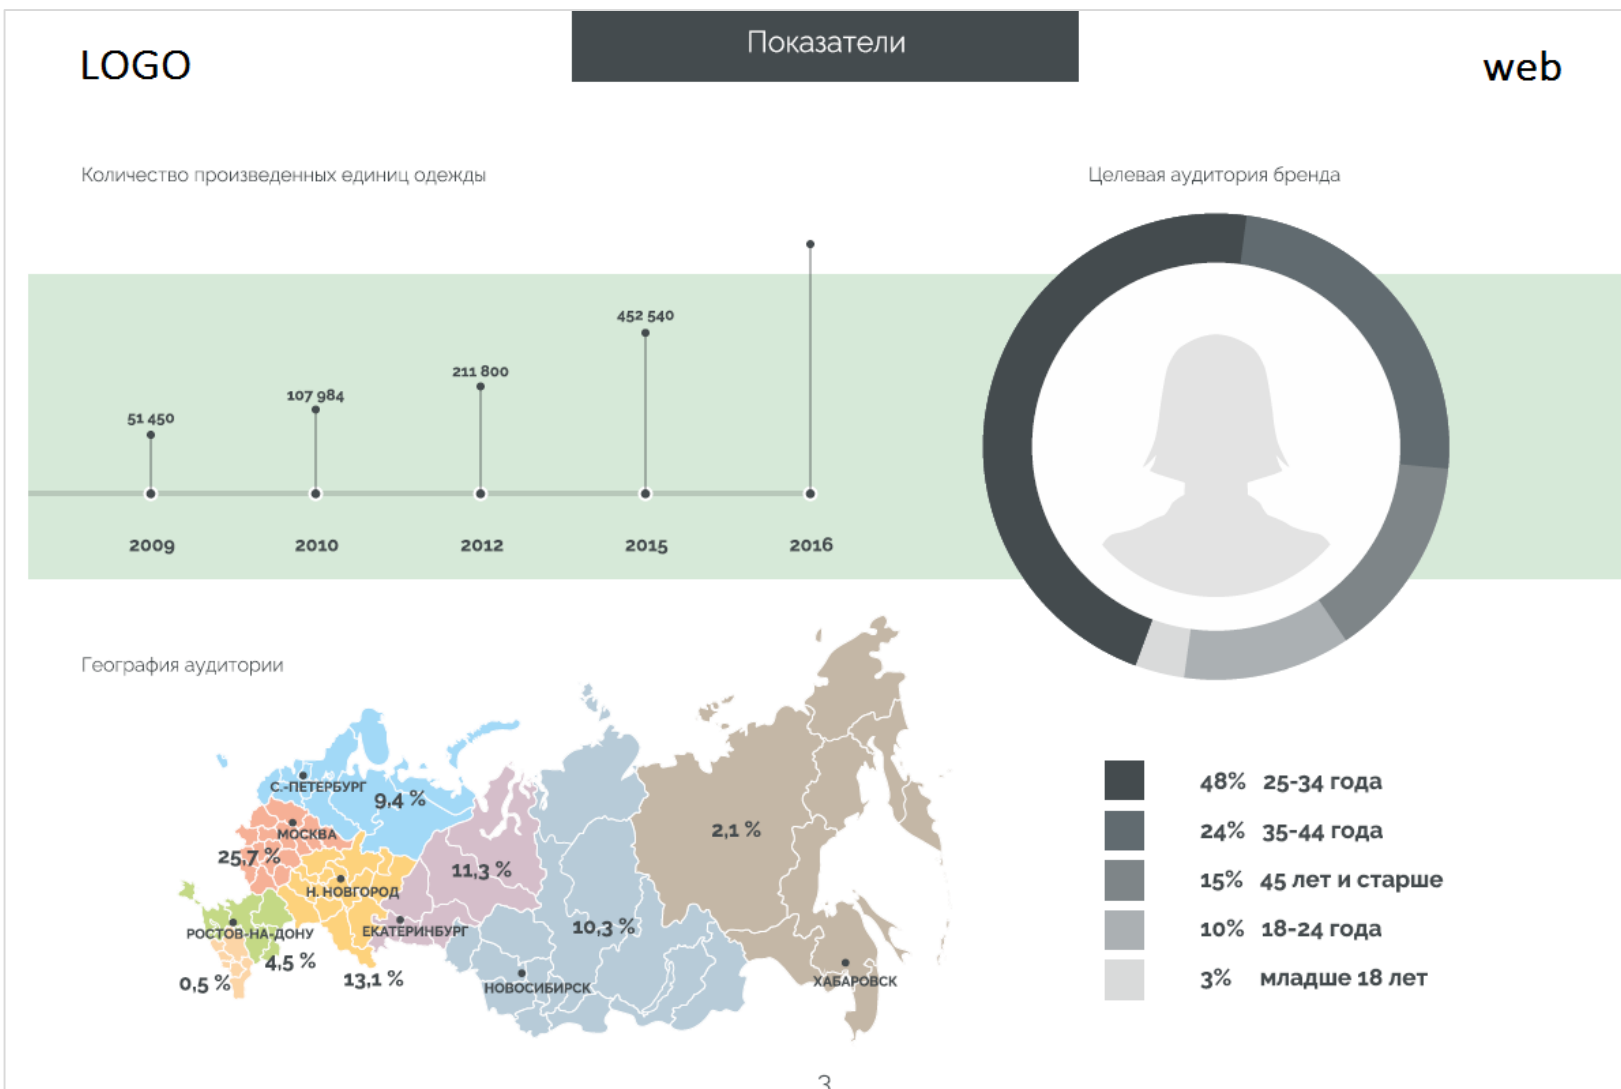 Показатели
LOGO
web
Количество произведенных единиц одежды
Целевая аудитория бренда
452 540
211 800
107 984
51 450
2009
2010
2012
2015
2016
География аудитории
С.-ПЕТЕРБУРГ
9,4 %
МОСКВА
25,7 %
2,1 %
11,3 %
Н. НОВГОРОД
10,3 %
ЕКАТЕРИНБУРГ
РОСТОВ-НА-ДОНУ
4,5 %
0,5 %
13,1 %
НОВОСИБИРСК
ХАБАРОВСК
48% 25-34 года
24% 35-44 года
15% 45 лет и старше
10% 18-24 года
3% младше 18 лет
3